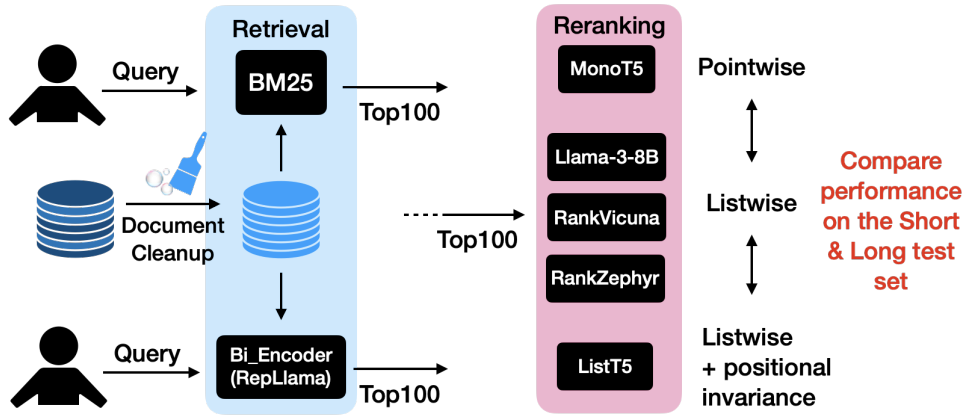 Retrieval
Reranking
Query
BM25
Top100
MonoT5
Pointwise
Llama-3-8B
Document
Cleanup
Top100
RankVicuna
Listwise
RankZephyr
Compare
performance
on the Short
& Long test
set
Query
Bi_Encoder
(RepLlama)
Top100
ListT5
Listwise
+ positional
invariance